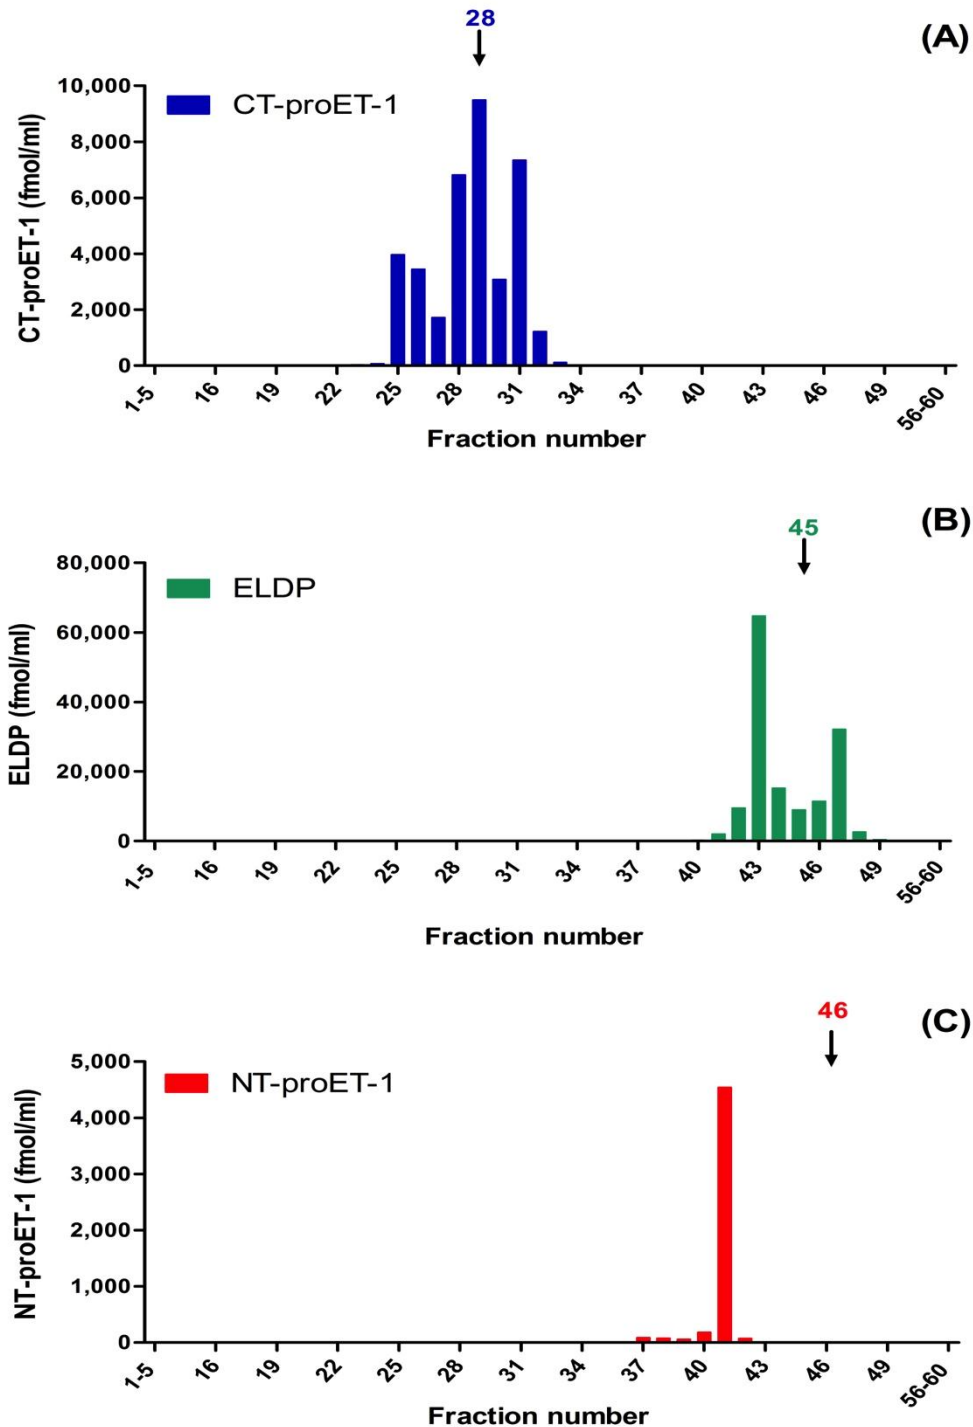 28
(A)
10,000
8,000
6,000
4,000
2,000
0
CT-proET-1 (fmol/ml)
CT-proET-1
1-5 16 19 22 25 28 31 34 37 40 43 46 49 56-60
Fraction number
45
(B)
80,000
60,000
40,000
20,000
0
ELDP (fmol/ml)
ELDP
1-5 16 19 22 25 28 31 34 37 40 43 46 49 56-60
Fraction number
46
(C)
5,000
4,000
3,000
2,000
1,000
0
NT-proET-1 (fmol/ml)
NT-proET-1
1-5 16 19 22 25 28 31 34 37 40 43 46 49 56-60
Fraction number